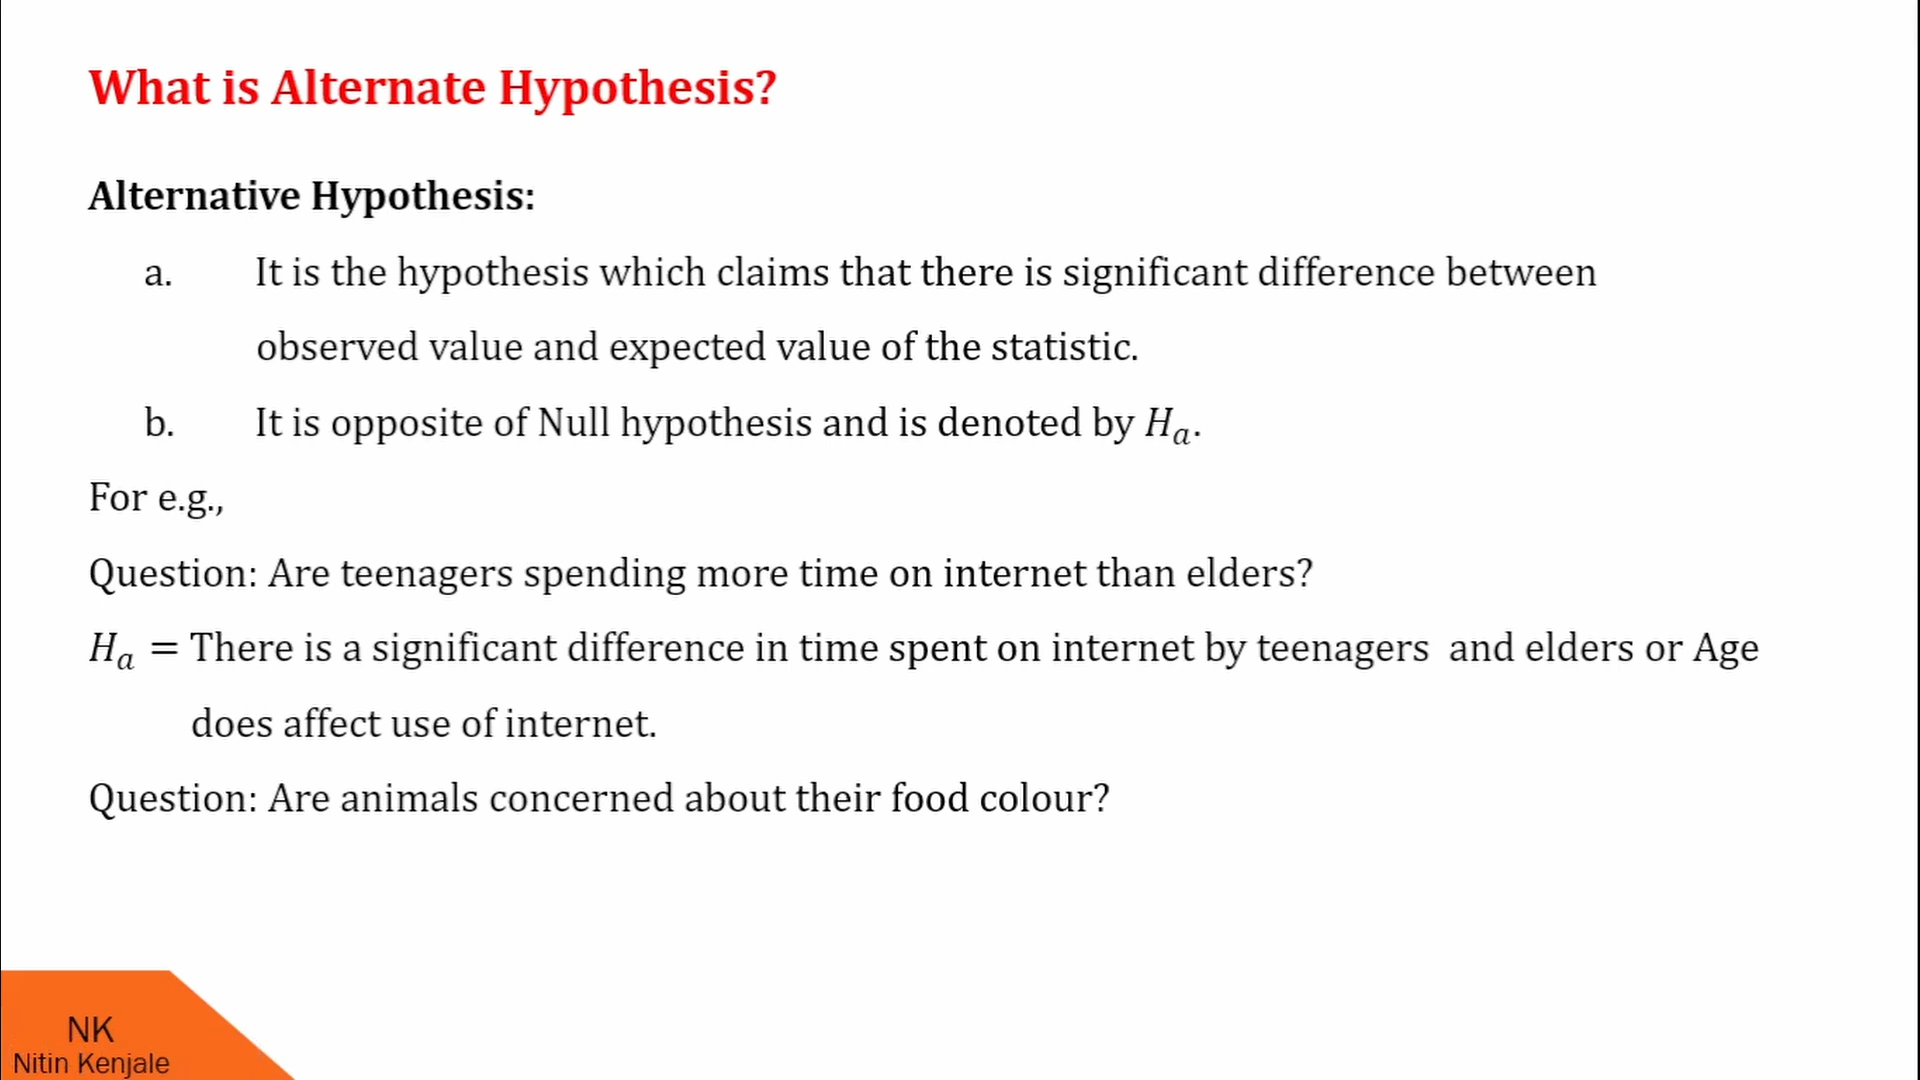 What is Alternate Hypothesis?
Alternative Hypothesis:
a. It is the hypothesis which claims that there is significant difference between
observed value and expected value of the statistic.
b. It is opposite of Null hypothesis and is denoted by Hₐ.
For e.g.,
Question: Are teenagers spending more time on internet than elders?
Hₐ = There is a significant difference in time spent on internet by teenagers and elders or Age
does affect use of internet.
Question: Are animals concerned about their food colour?
NK
Nitin Kenjale